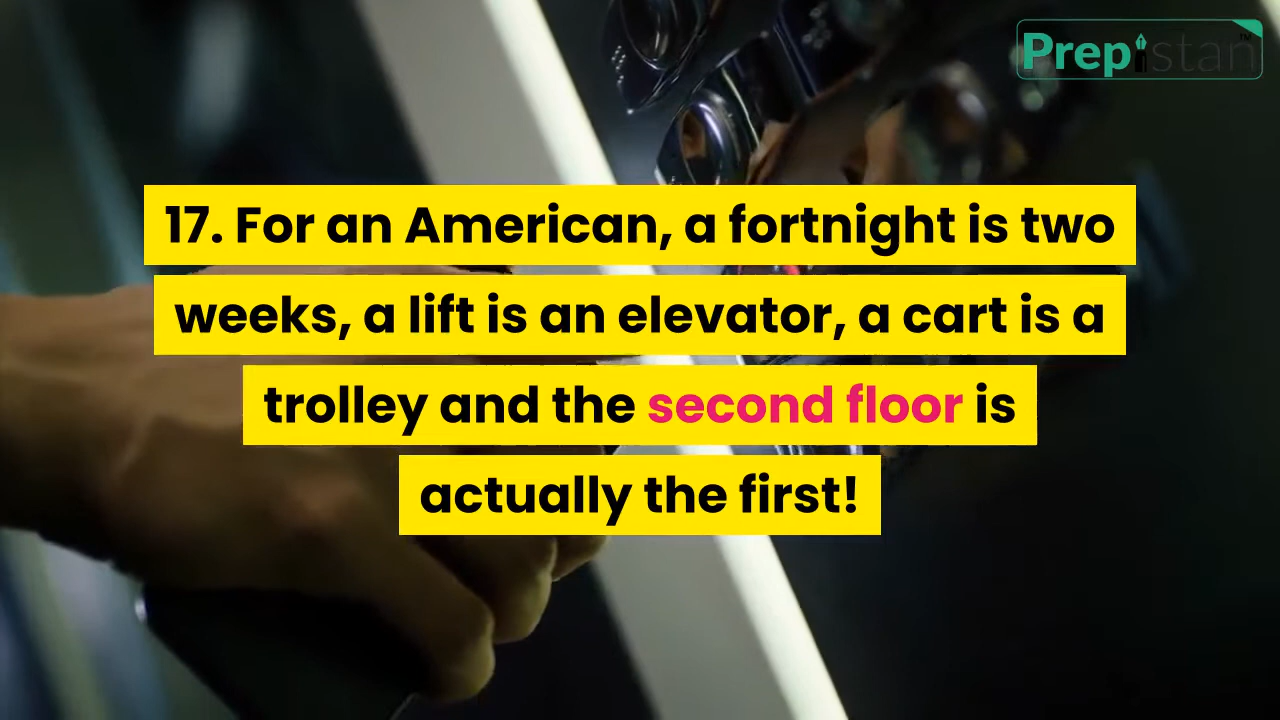 Prepistan
17. For an American, a fortnight is two
weeks, a lift is an elevator, a cart is a
trolley and the second floor is
actually the first!